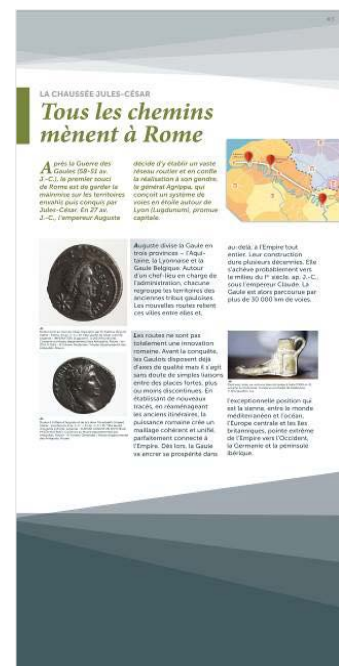 LA CHAUSSÉE JULES-CÉSAR
Tous les chemins
mènent à Rome
Après la Guerre des
Gaules (58-51 av.
J.-C.), le premier souci
de Rome est de garder la
mainmise sur les territoires
envahis puis conquis par
Jules-César. En 27 av.
J.-C., l'empereur Auguste
décide d'y établir un vaste
réseau routier et en confie
la réalisation à son gendre,
le général Agrippa, qui
conçoit un système de
voies en étoile autour de
Lyon (Lugdunum), promue
capitale.
Auguste divise la Gaule en
trois provinces – l'Aqui-
taine, la Lyonnaise et la
Gaule Belgique. Autour
d'un chef-lieu en charge de
l'administration, chacune
regroupe les territoires des
anciennes tribus gauloises.
Les nouvelles routes relient
ces villes entre elles et,
au-delà, à l'Empire tout
entier. Leur construction
dure plusieurs décennies. Elle
s'achève probablement vers
le milieu du Iᵉʳ siècle. ap. J.-C.,
sous l'empereur Claude. La
Gaule est alors parcourue par
plus de 30 000 km de voies.
Les routes ne sont pas
totalement une innovation
romaine. Avant la conquête,
les Gaulois disposent déjà
d'axes de qualité mais il s'agit
sans doute de simples liaisons
entre des places fortes, plus
ou moins discontinues. En
établissant de nouveaux
tracés, en réaménageant
les anciens itinéraires, la
puissance romaine crée un
maillage cohérent et unifié,
parfaitement connecté à
l'Empire. Dès lors, la Gaule
va ancrer sa prospérité dans
l'exceptionnelle position qui
est la sienne, entre le monde
méditerranéen et l'océan,
l'Europe centrale et les îles
britanniques, pointe extrême
de l'Empire vers l'Occident,
la Germanie et la péninsule
ibérique.